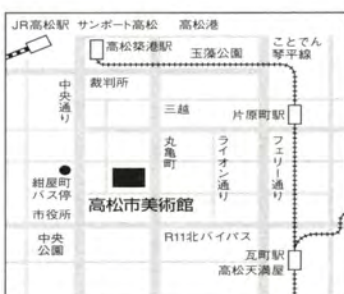 JR高松駅 サンポート高松 高松港
高松築港駅
玉藻公園
ことでん
琴平線
中央通り
裁判所
三越
片原町駅
丸亀町
ライオン通り
フェリー通り
紺屋町
バス停
高松市美術館
市役所
中央
公園
R11北バイパス
瓦町駅
高松天満屋